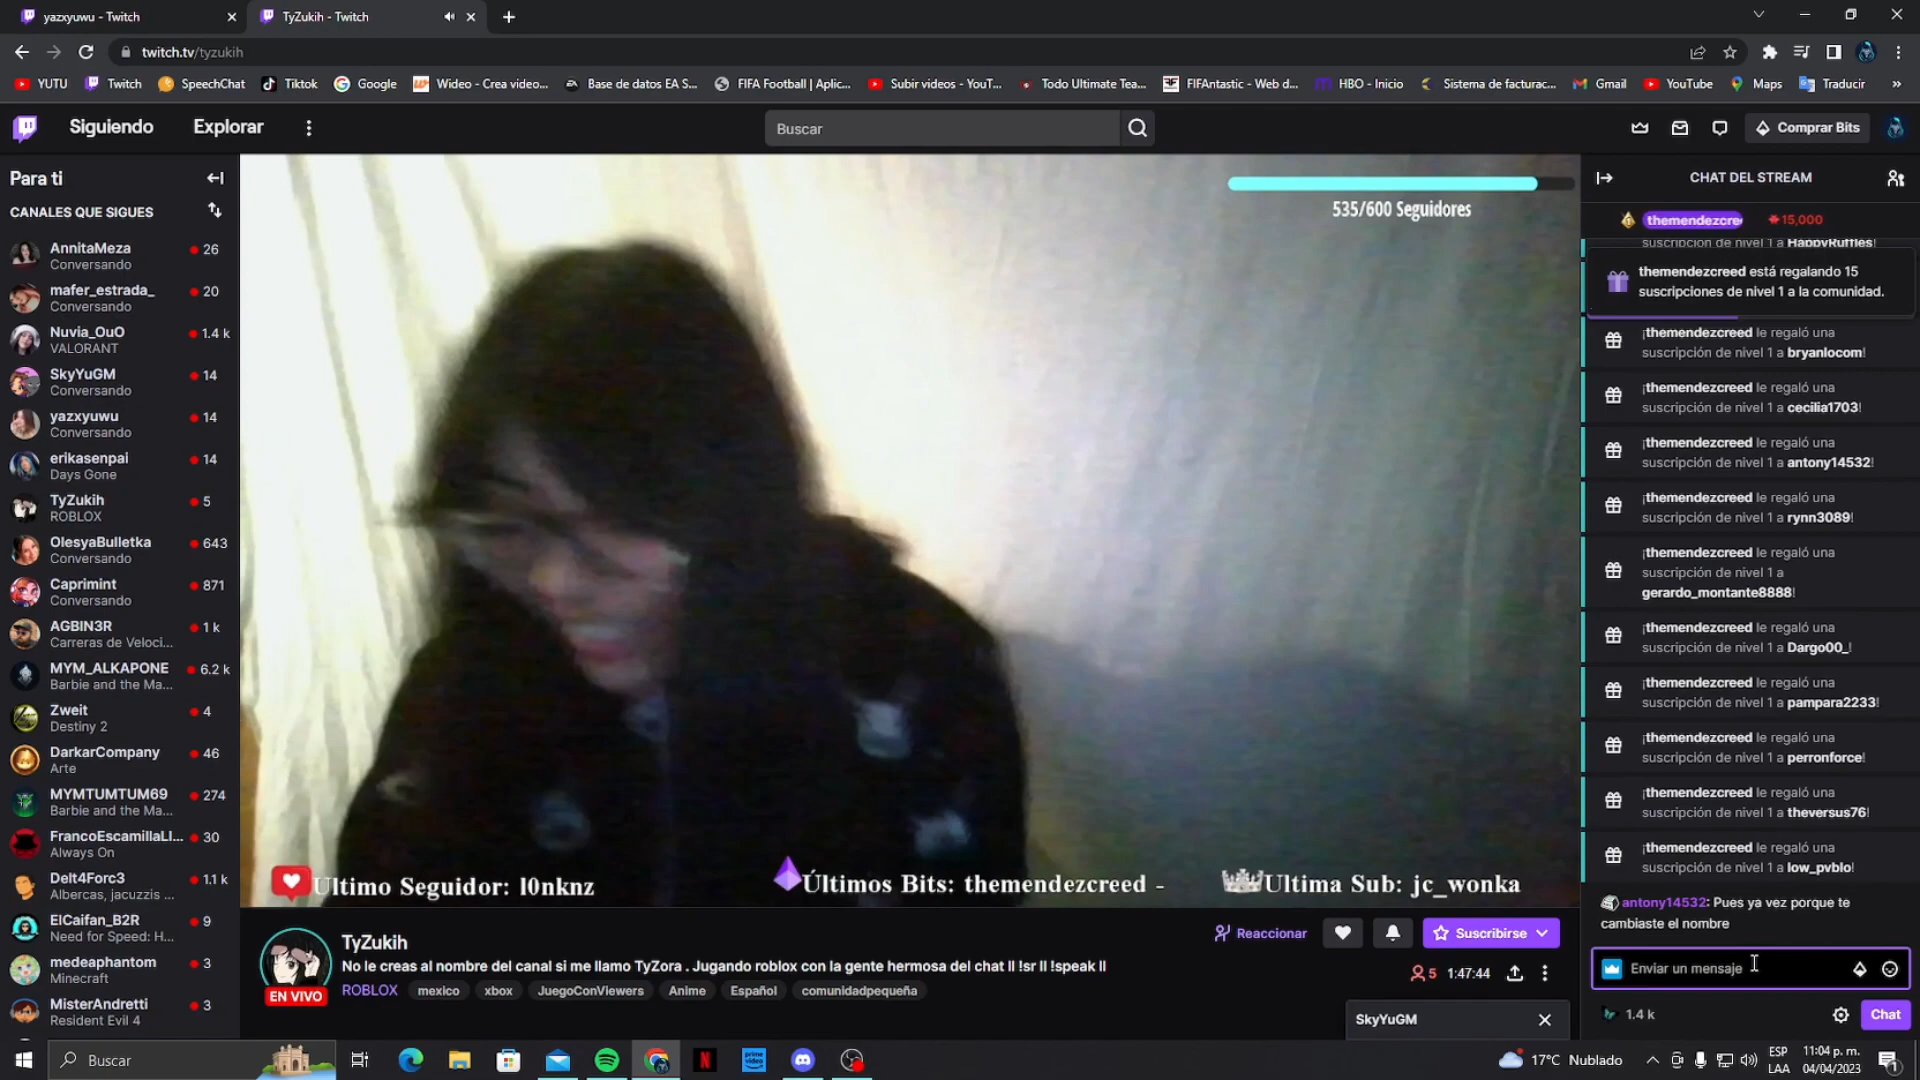 yazxyuwu - Twitch
TyZukih - Twitch
twitch.tv/tyzukih
YUTU
Twitch
SpeechChat
Tiktok
Google
Wideo - Crea video...
Base de datos EA S...
FIFA Football | Aplic...
Subir videos - YouT...
Todo Ultimate Tea...
FIFAntastic - Web d...
HBO - Inicio
Sistema de facturac...
Gmail
YouTube
Maps
Traducir
»
Siguiendo
Explorar
Buscar
Comprar Bits
Para ti
CANALES QUE SIGUES
AnnitaMeza 26
Conversando
mafer_estrada_ 20
Conversando
Nuvia_OuO 1.4 k
VALORANT
SkyYuGM 14
Conversando
yazxyuwu 14
Conversando
erikasenpai 14
Days Gone
TyZukih 5
ROBLOX
OlesyaBulletka 643
Conversando
Caprimint 871
Conversando
AGBIN3R 1 k
Carreras de Veloci...
MYM_ALKAPONE 6.2 k
Barbie and the Ma...
Zweit 4
Destiny 2
DarkarCompany 46
Arte
MYMTUMTUM69 274
Barbie and the Ma...
FrancoEscamillaLI... 30
Always On
Delt4Forc3 1.1 k
Albercas, jacuzzis ...
ElCaifan_B2R 9
Need for Speed: H...
medeaphantom 3
Minecraft
MisterAndretti 3
Resident Evil 4
535/600 Seguidores
Ultimo Seguidor: l0nknz
Últimos Bits: themendezcreed -
Ultima Sub: jc_wonka
EN VIVO
TyZukih
No le creas al nombre del canal si me llamo TyZora . Jugando roblox con la gente hermosa del chat ll !sr ll !speak ll
ROBLOX
mexico
xbox
JuegoConViewers
Anime
Español
comunidadpequeña
Reaccionar
Suscribirse
5
1:47:44
SkyYuGM
CHAT DEL STREAM
themendezcre
15,000
suscripción de nivel 1 a HappyRuffles!
themendezcreed está regalando 15
suscripciones de nivel 1 a la comunidad.
¡themendezcreed le regaló una
suscripción de nivel 1 a bryanlocom!
¡themendezcreed le regaló una
suscripción de nivel 1 a cecilia1703!
¡themendezcreed le regaló una
suscripción de nivel 1 a antony14532!
¡themendezcreed le regaló una
suscripción de nivel 1 a rynn3089!
¡themendezcreed le regaló una
suscripción de nivel 1 a
gerardo_montante8888!
¡themendezcreed le regaló una
suscripción de nivel 1 a Dargo00_!
¡themendezcreed le regaló una
suscripción de nivel 1 a pampara2233!
¡themendezcreed le regaló una
suscripción de nivel 1 a perronforce!
¡themendezcreed le regaló una
suscripción de nivel 1 a theversus76!
¡themendezcreed le regaló una
suscripción de nivel 1 a low_pvblo!
antony14532: Pues ya vez porque te
cambiaste el nombre
Enviar un mensaje
1.4 k
Chat
Buscar
17°C Nublado
ESP
LAA
11:04 p. m.
04/04/2023
1